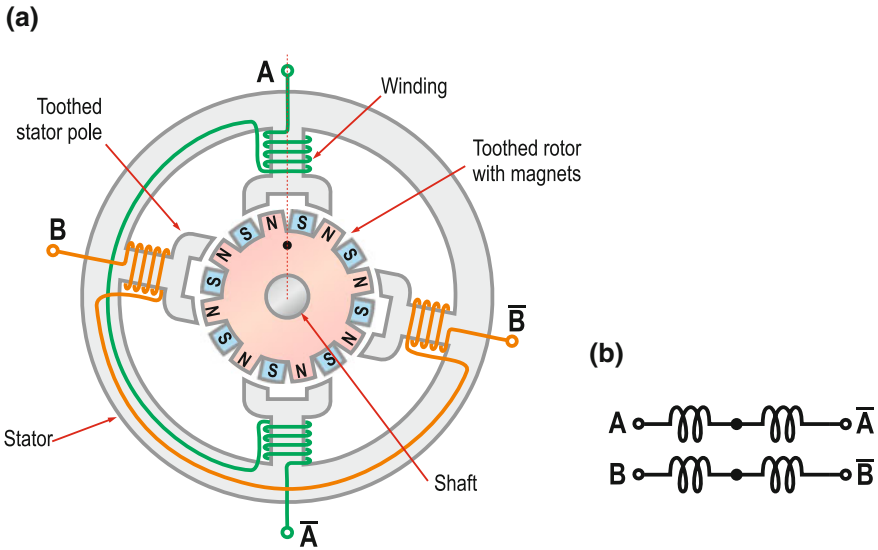 (a)
A
Winding
Toothed
stator pole
Toothed rotor
with magnets
B
N
S
N
S
N
S
N
S
N
S
N
S
N
S
N
S
B̅
Stator
Shaft
A̅
(b)
A A̅
B B̅